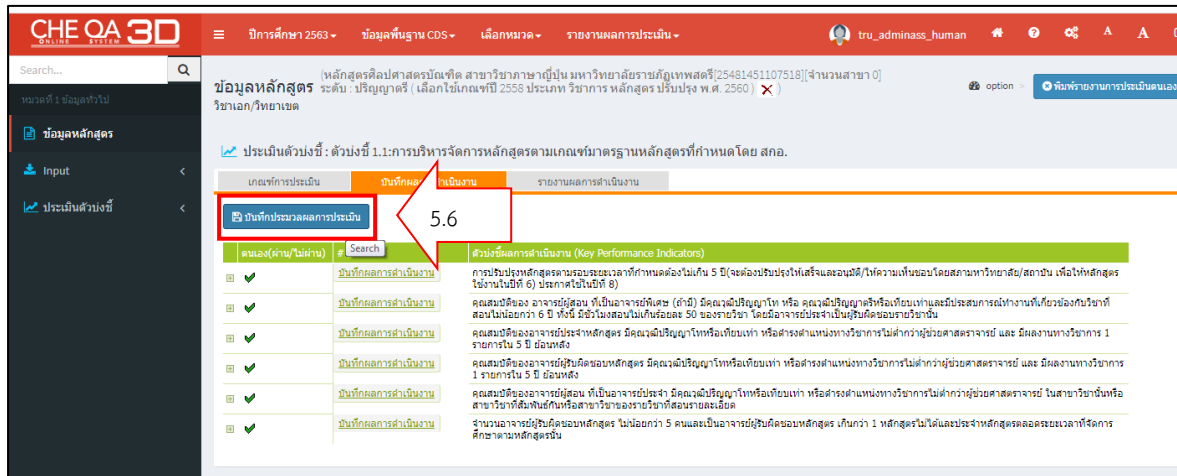 CHE QA 3D
ONLINE SYSTEM
ปีการศึกษา 2563
ข้อมูลพื้นฐาน CDS
เลือกหมวด
รายงานผลการประเมิน
tru_adminass_human
A
A
Search...
หมวดที่ 1 ข้อมูลทั่วไป
ข้อมูลหลักสูตร
Input
ประเมินตัวบ่งชี้
ข้อมูลหลักสูตร
(หลักสูตรศิลปศาสตรบัณฑิต สาขาวิชาภาษาญี่ปุ่น มหาวิทยาลัยราชภัฏเทพสตรี[25481451107518][จำนวนสาขา 0]
ระดับ : ปริญญาตรี ( เลือกใช้เกณฑ์ปี 2558 ประเภท วิชาการ หลักสูตร ปรับปรุง พ.ศ. 2560 ) )
วิชาเอก/วิทยาเขต
option >
พิมพ์รายงานการประเมินตนเอง
ประเมินตัวบ่งชี้ : ตัวบ่งชี้ 1.1:การบริหารจัดการหลักสูตรตามเกณฑ์มาตรฐานหลักสูตรที่กำหนดโดย สกอ.
เกณฑ์การประเมิน
บันทึกผล ดำเนินงาน
รายงานผลการดำเนินงาน
บันทึกประมวลผลการประเมิน
5.6
Search
ตนเอง(ผ่าน/ไม่ผ่าน)
#
ตัวบ่งชี้ผลการดำเนินงาน (Key Performance Indicators)
บันทึกผลการดำเนินงาน
การปรับปรุงหลักสูตรตามรอบระยะเวลาที่กำหนดต้องไม่เกิน 5 ปี(จะต้องปรับปรุงให้เสร็จและอนุมัติ/ให้ความเห็นชอบโดยสภามหาวิทยาลัย/สถาบัน เพื่อให้หลักสูตร
ใช้งานในปีที่ 6) ประกาศใช้ในปีที่ 8)
บันทึกผลการดำเนินงาน
คุณสมบัติของ อาจารย์ผู้สอน ที่เป็นอาจารย์พิเศษ (ถ้ามี) มีคุณวุฒิปริญญาโท หรือ คุณวุฒิปริญญาตรีหรือเทียบเท่าและมีประสบการณ์ทำงานที่เกี่ยวข้องกับวิชาที่
สอนไม่น้อยกว่า 6 ปี ทั้งนี้ มีชั่วโมงสอนไม่เกินร้อยละ 50 ของรายวิชา โดยมีอาจารย์ประจำเป็นผู้รับผิดชอบรายวิชานั้น
บันทึกผลการดำเนินงาน
คุณสมบัติของอาจารย์ประจำหลักสูตร มีคุณวุฒิปริญญาโทหรือเทียบเท่า หรือดำรงตำแหน่งทางวิชาการไม่ต่ำกว่าผู้ช่วยศาสตราจารย์ และ มีผลงานทางวิชาการ 1
รายการใน 5 ปี ย้อนหลัง
บันทึกผลการดำเนินงาน
คุณสมบัติของอาจารย์ผู้รับผิดชอบหลักสูตร มีคุณวุฒิปริญญาโทหรือเทียบเท่า หรือดำรงตำแหน่งทางวิชาการไม่ต่ำกว่าผู้ช่วยศาสตราจารย์ และ มีผลงานทางวิชาการ
1 รายการใน 5 ปี ย้อนหลัง
บันทึกผลการดำเนินงาน
คุณสมบัติของอาจารย์ผู้สอน ที่เป็นอาจารย์ประจำ มีคุณวุฒิปริญญาโทหรือเทียบเท่า หรือดำรงตำแหน่งทางวิชาการไม่ต่ำกว่าผู้ช่วยศาสตราจารย์ ในสาขาวิชานั้นหรือ
สาขาวิชาที่สัมพันธ์กันหรือสาขาวิชาของรายวิชาที่สอนรายละเอียด
บันทึกผลการดำเนินงาน
จำนวนอาจารย์ผู้รับผิดชอบหลักสูตร ไม่น้อยกว่า 5 คนและเป็นอาจารย์ผู้รับผิดชอบหลักสูตร เกินกว่า 1 หลักสูตรไม่ได้และประจำหลักสูตรตลอดระยะเวลาที่จัดการ
ศึกษาตามหลักสูตรนั้น